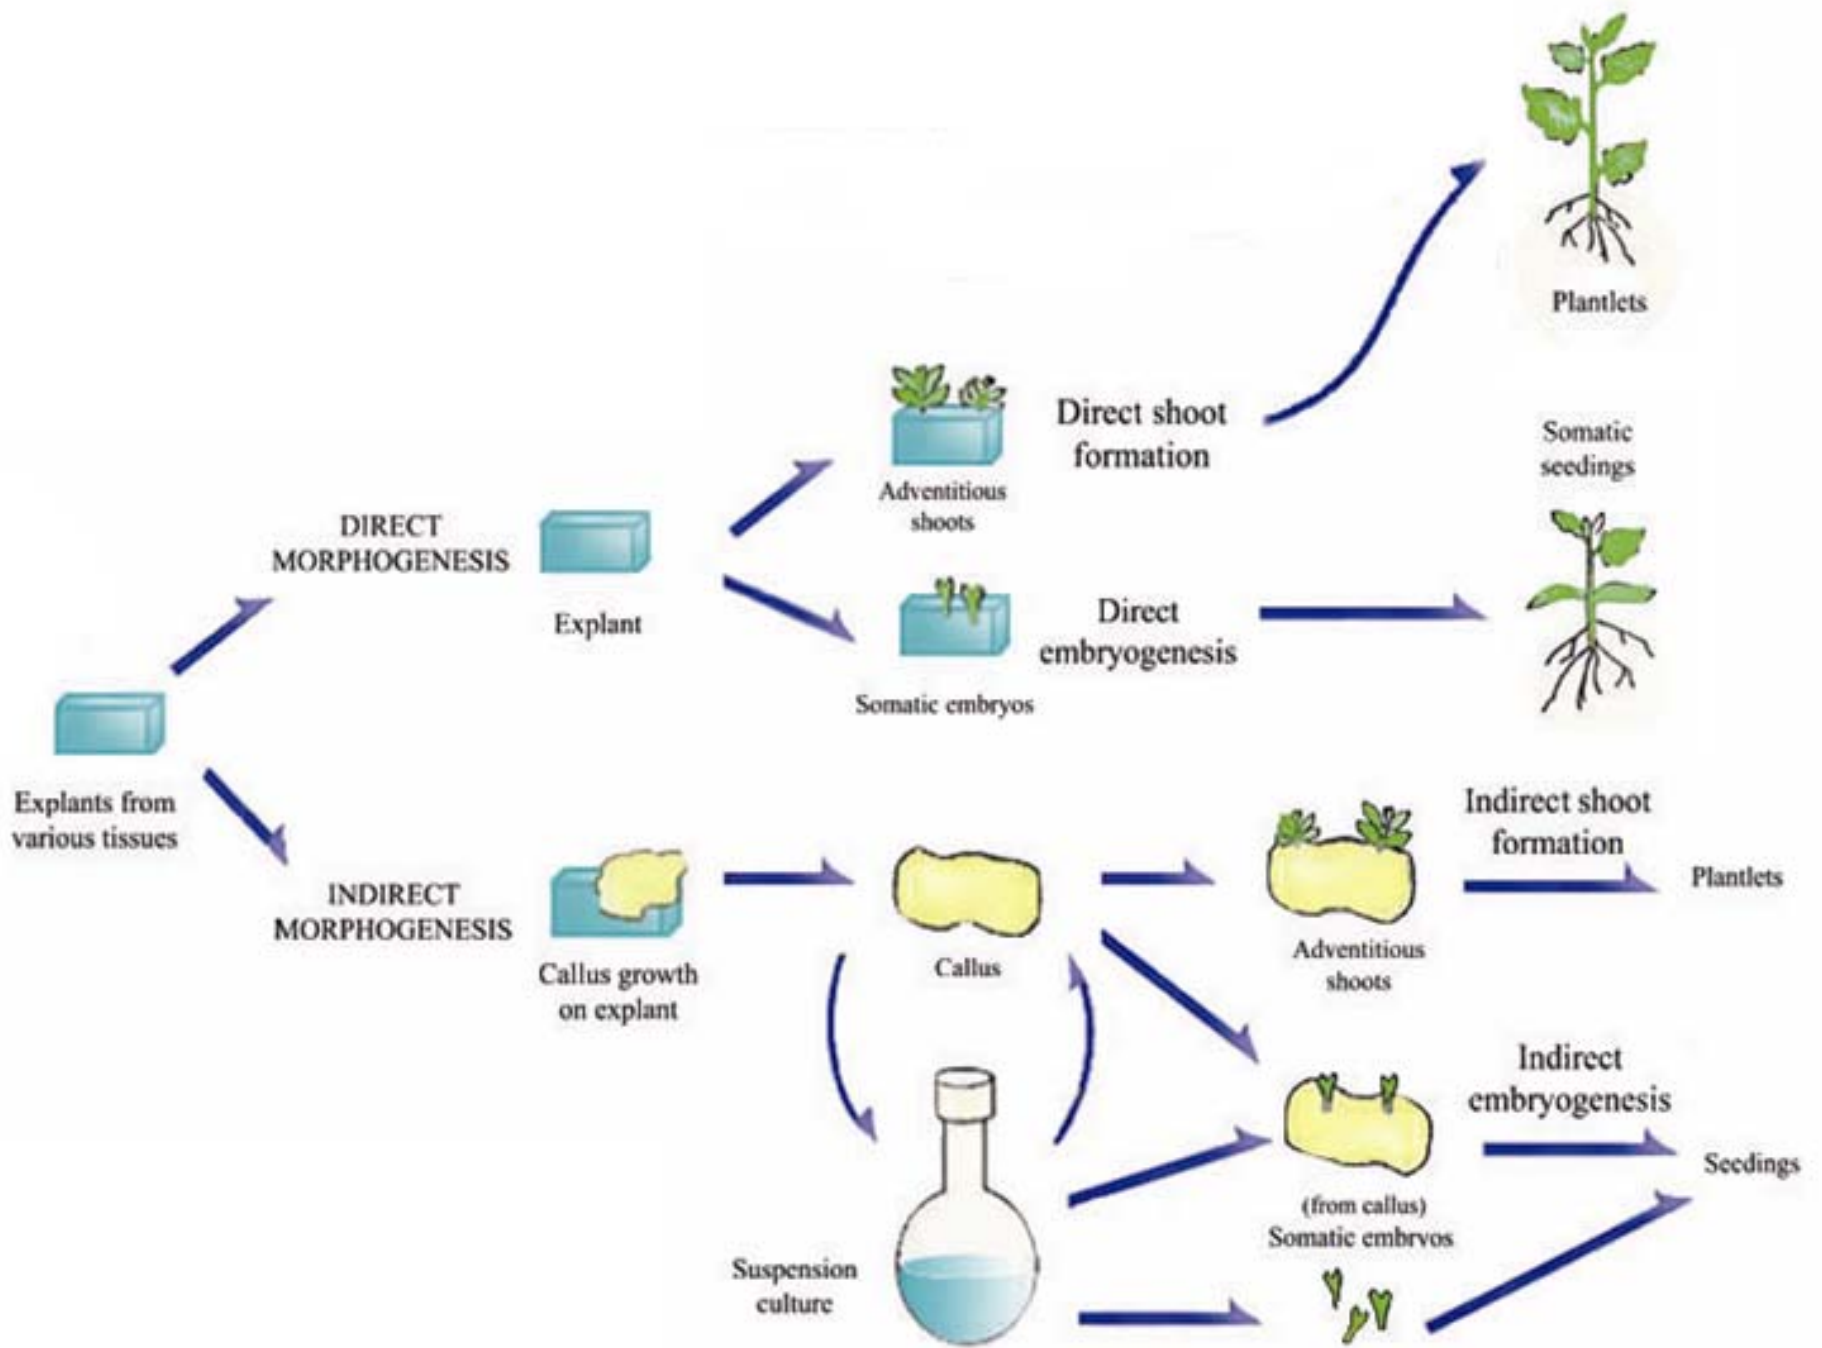 Plantlets
Direct shoot
formation
Somatic
seedings
Adventitious
shoots
DIRECT
MORPHOGENESIS
Explant
Direct
embryogenesis
Somatic embryos
Explants from
various tissues
Indirect shoot
formation
Plantlets
INDIRECT
MORPHOGENESIS
Callus growth
on explant
Callus
Adventitious
shoots
Indirect
embryogenesis
Seedings
(from callus)
Somatic embrvos
Suspension
culture